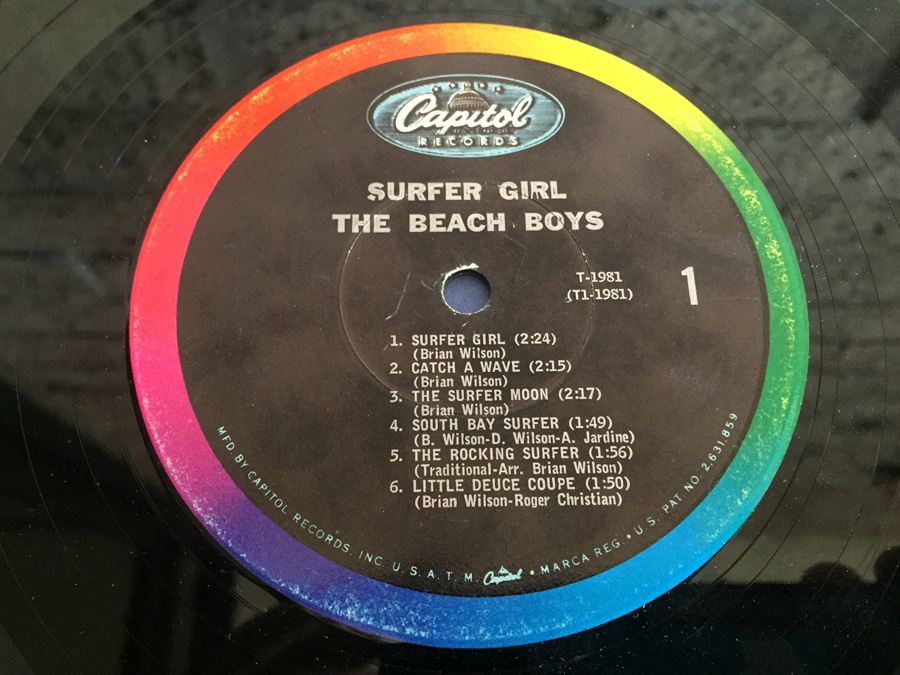 Capitol
RECORDS
SURFER GIRL
THE BEACH BOYS
T-1981
(T1-1981)
1
1. SURFER GIRL (2:24)
(Brian Wilson)
2. CATCH A WAVE (2:15)
(Brian Wilson)
3. THE SURFER MOON (2:17)
(Brian Wilson)
4. SOUTH BAY SURFER (1:49)
(B. Wilson-D. Wilson-A. Jardine)
5. THE ROCKING SURFER (1:56)
(Traditional-Arr. Brian Wilson)
6. LITTLE DEUCE COUPE (1:50)
(Brian Wilson-Roger Christian)
MFD BY CAPITOL RECORDS, INC. U.S.A. T.M. Capitol • MARCA REG. • U.S. PAT. NO. 2,631,859